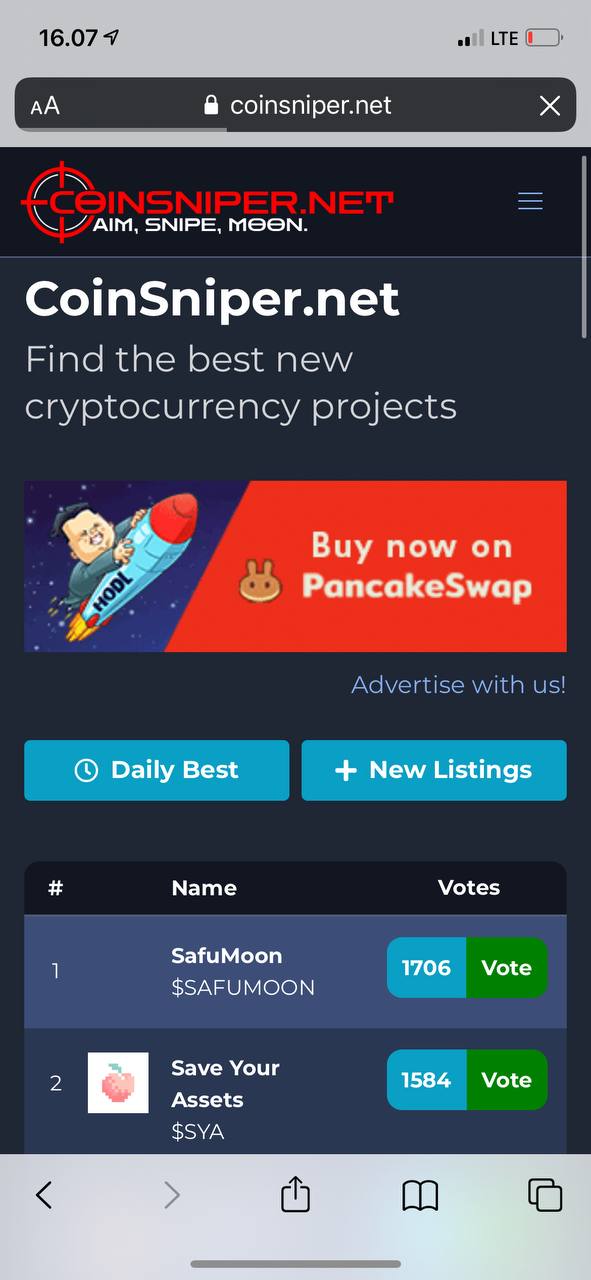 16.07
LTE
AA
coinsniper.net
COINSNIPER.NET
AIM, SNIPE, MOON.
CoinSniper.net
Find the best new
cryptocurrency projects
HODL
Buy now on
PancakeSwap
Advertise with us!
Daily Best
New Listings
# Name Votes
1 SafuMoon 1706 Vote
$SAFUMOON
2 Save Your 1584 Vote
Assets
$SYA